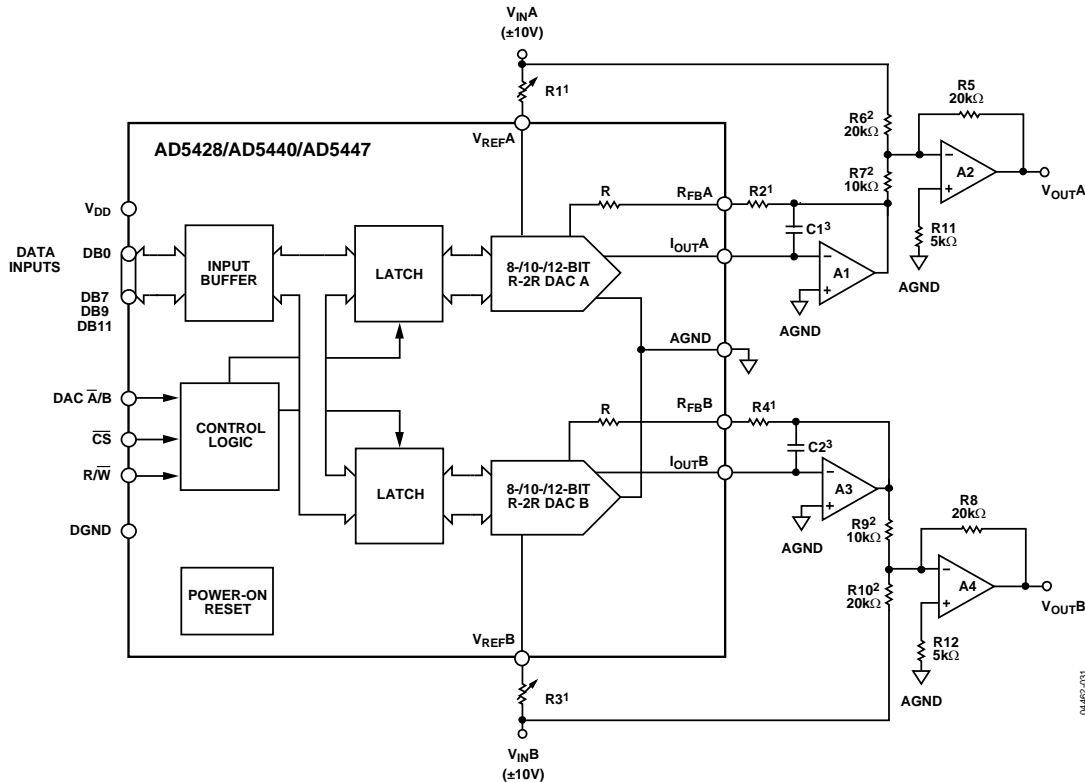 VINA
(±10V)
R1¹
VREFA
AD5428/AD5440/AD5447
VDD
DATA
INPUTS
DB0
DB7
DB9
DB11
INPUT
BUFFER
LATCH
8-/10-/12-BIT
R-2R DAC A
R
RFBA
R2¹
C1³
IOUTA
A1
AGND
R6²
20kΩ
R7²
10kΩ
R5
20kΩ
A2
VOUTA
R11
5kΩ
AGND
AGND
DAC A̅/B
C̅S̅
R/W̅
CONTROL
LOGIC
DGND
POWER-ON
RESET
LATCH
8-/10-/12-BIT
R-2R DAC B
R
RFBB
R4¹
C2³
IOUTB
A3
AGND
R9²
10kΩ
R10²
20kΩ
R8
20kΩ
A4
VOUTB
R12
5kΩ
AGND
VREFB
R3¹
VINB
(±10V)
04462-031